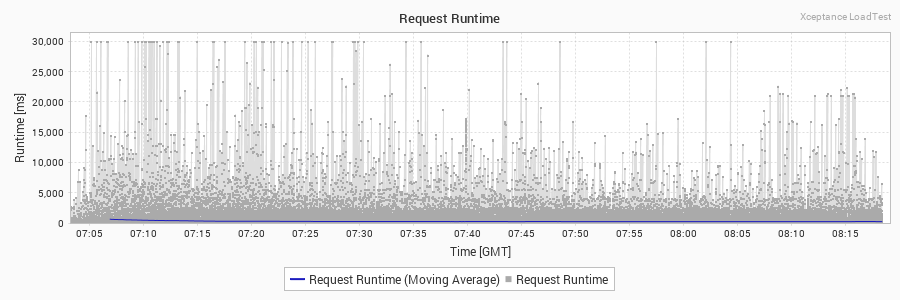 Request Runtime
Xceptance LoadTest
30,000
25,000
20,000
15,000
10,000
5,000
0
Runtime [ms]
07:05 07:10 07:15 07:20 07:25 07:30 07:35 07:40 07:45 07:50 07:55 08:00 08:05 08:10 08:15
Time [GMT]
Request Runtime (Moving Average) Request Runtime